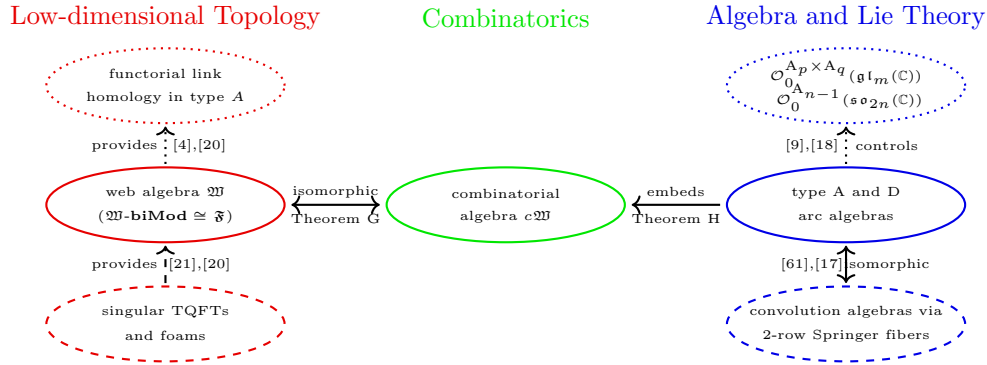 Low-dimensional Topology
Combinatorics
Algebra and Lie Theory
functorial link
homology in type A
𝒪₀^{A_p×A_q}(𝔤𝔩_m(ℂ))
𝒪₀^{A_{n−1}}(𝔰𝔬_{2n}(ℂ))
provides [4],[20]
[9],[18] controls
web algebra 𝔚
(𝔚-biMod ≅ 𝔉)
isomorphic
Theorem G
combinatorial
algebra c𝔚
embeds
Theorem H
type A and D
arc algebras
provides [21],[20]
[61],[17] isomorphic
singular TQFTs
and foams
convolution algebras via
2-row Springer fibers